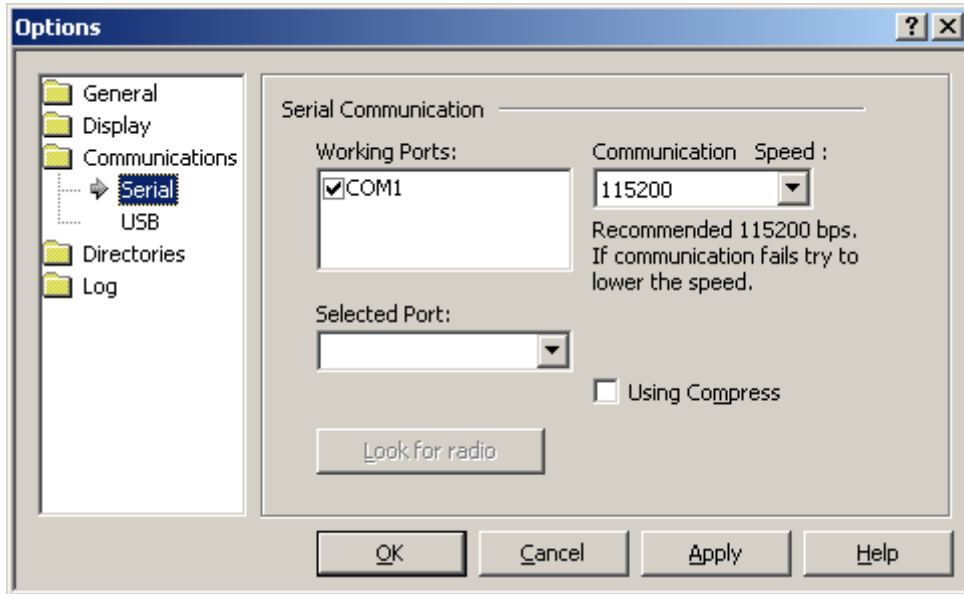 Options
General
Display
Communications
Serial
USB
Directories
Log
Serial Communication
Working Ports:
COM1
Communication Speed :
115200
Recommended 115200 bps.
If communication fails try to
lower the speed.
Selected Port:
Using Compress
Look for radio
OK
Cancel
Apply
Help